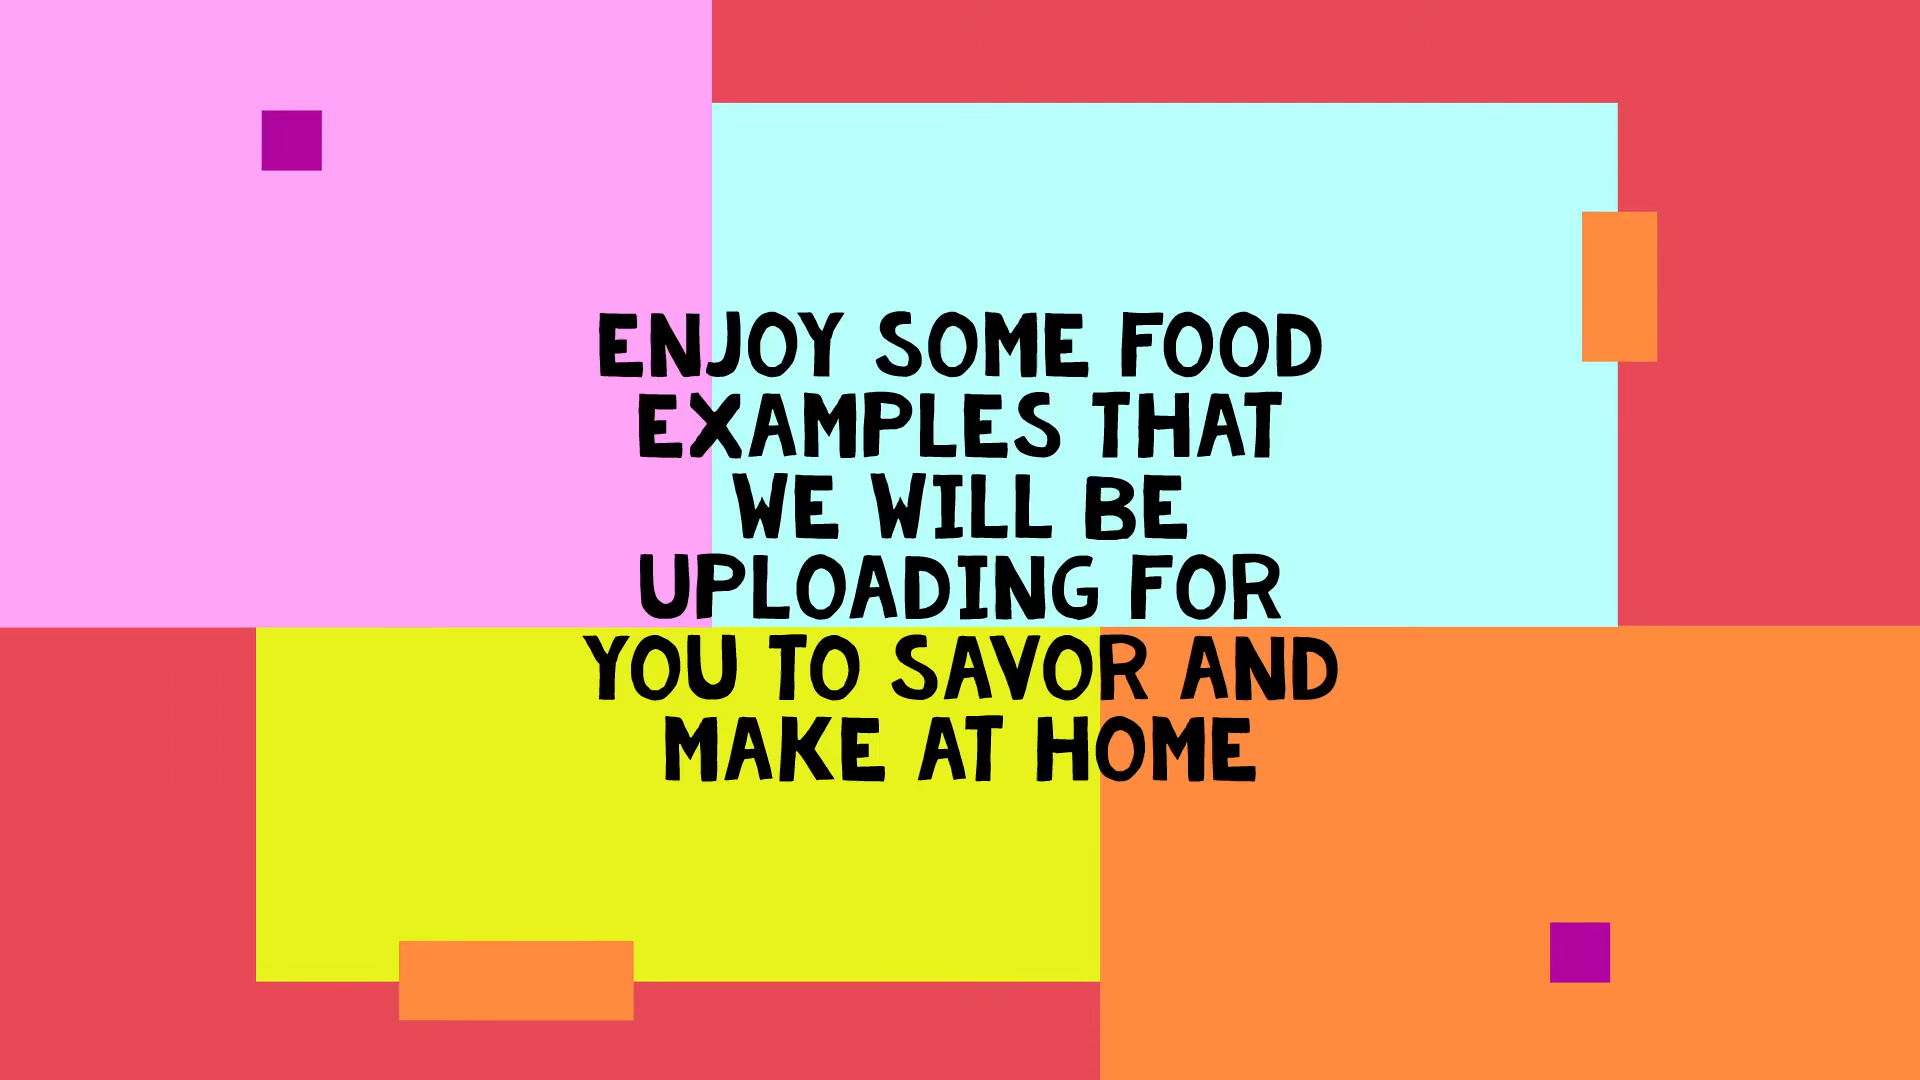 ENJOY SOME FOOD
EXAMPLES THAT
WE WILL BE
UPLOADING FOR
YOU TO SAVOR AND
MAKE AT HOME